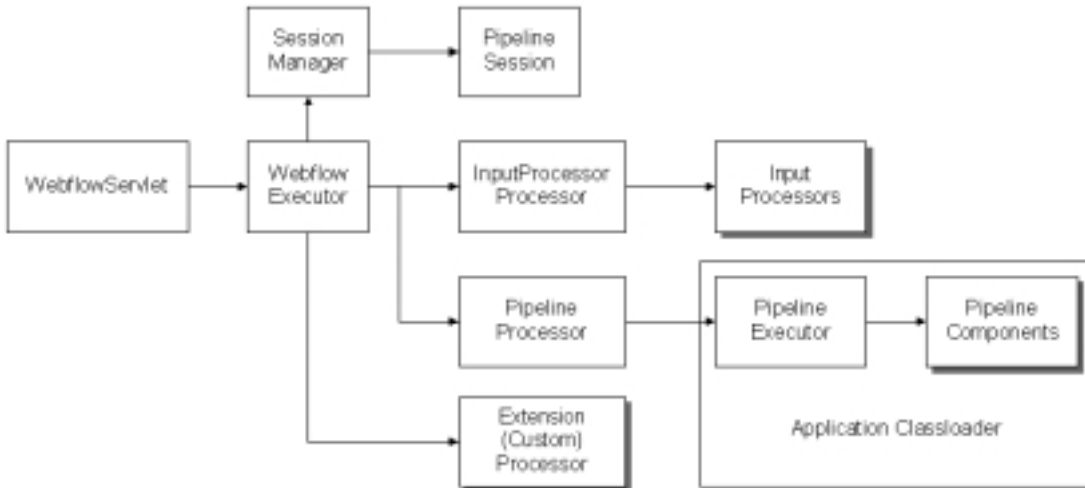 Session
Manager
Pipeline
Session
WebflowServlet
Webflow
Executor
InputProcessor
Processor
Input
Processors
Pipeline
Processor
Pipeline
Executor
Pipeline
Components
Extension
(Custom)
Processor
Application Classloader